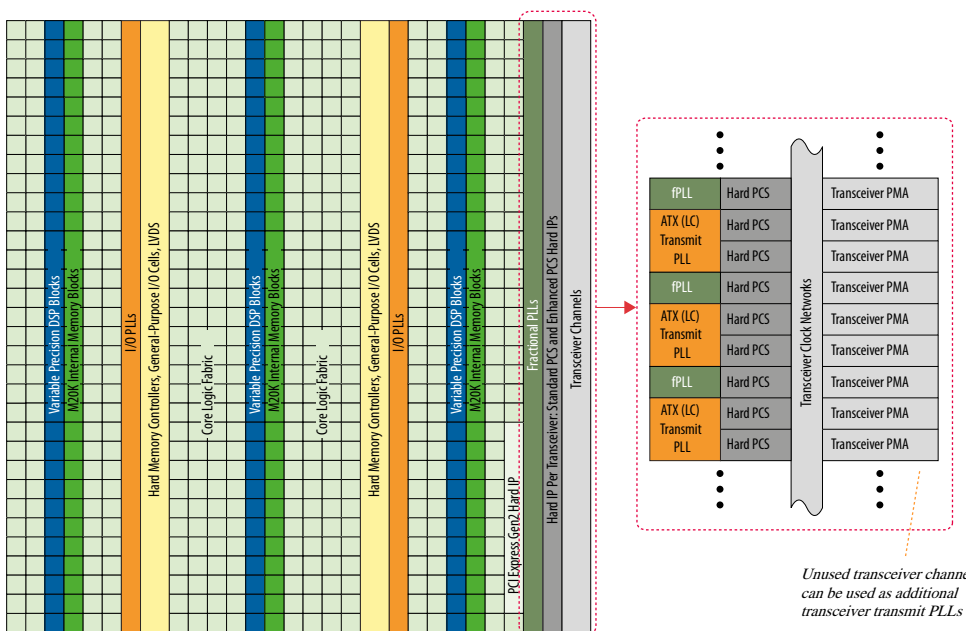 Variable Precision DSP Blocks
M20K Internal Memory Blocks
I/O PLLs
Hard Memory Controllers, General-Purpose I/O Cells, LVDS
Core Logic Fabric
Variable Precision DSP Blocks
M20K Internal Memory Blocks
Core Logic Fabric
Hard Memory Controllers, General-Purpose I/O Cells, LVDS
I/O PLLs
Variable Precision DSP Blocks
M20K Internal Memory Blocks
PCI Express Gen2 Hard IP
Fractional PLLs
Hard IP Per Transceiver: Standard PCS and Enhanced PCS Hard IPs
Transceiver Channels
fPLL
Hard PCS
Transceiver PMA
ATX (LC)
Transmit
PLL
Hard PCS
Transceiver PMA
Hard PCS
Transceiver PMA
fPLL
Hard PCS
Transceiver PMA
ATX (LC)
Transmit
PLL
Hard PCS
Transceiver PMA
Hard PCS
Transceiver PMA
fPLL
Hard PCS
Transceiver PMA
ATX (LC)
Transmit
PLL
Hard PCS
Transceiver PMA
Hard PCS
Transceiver PMA
Transceiver Clock Networks
Unused transceiver channe
can be used as additional
transceiver transmit PLLs